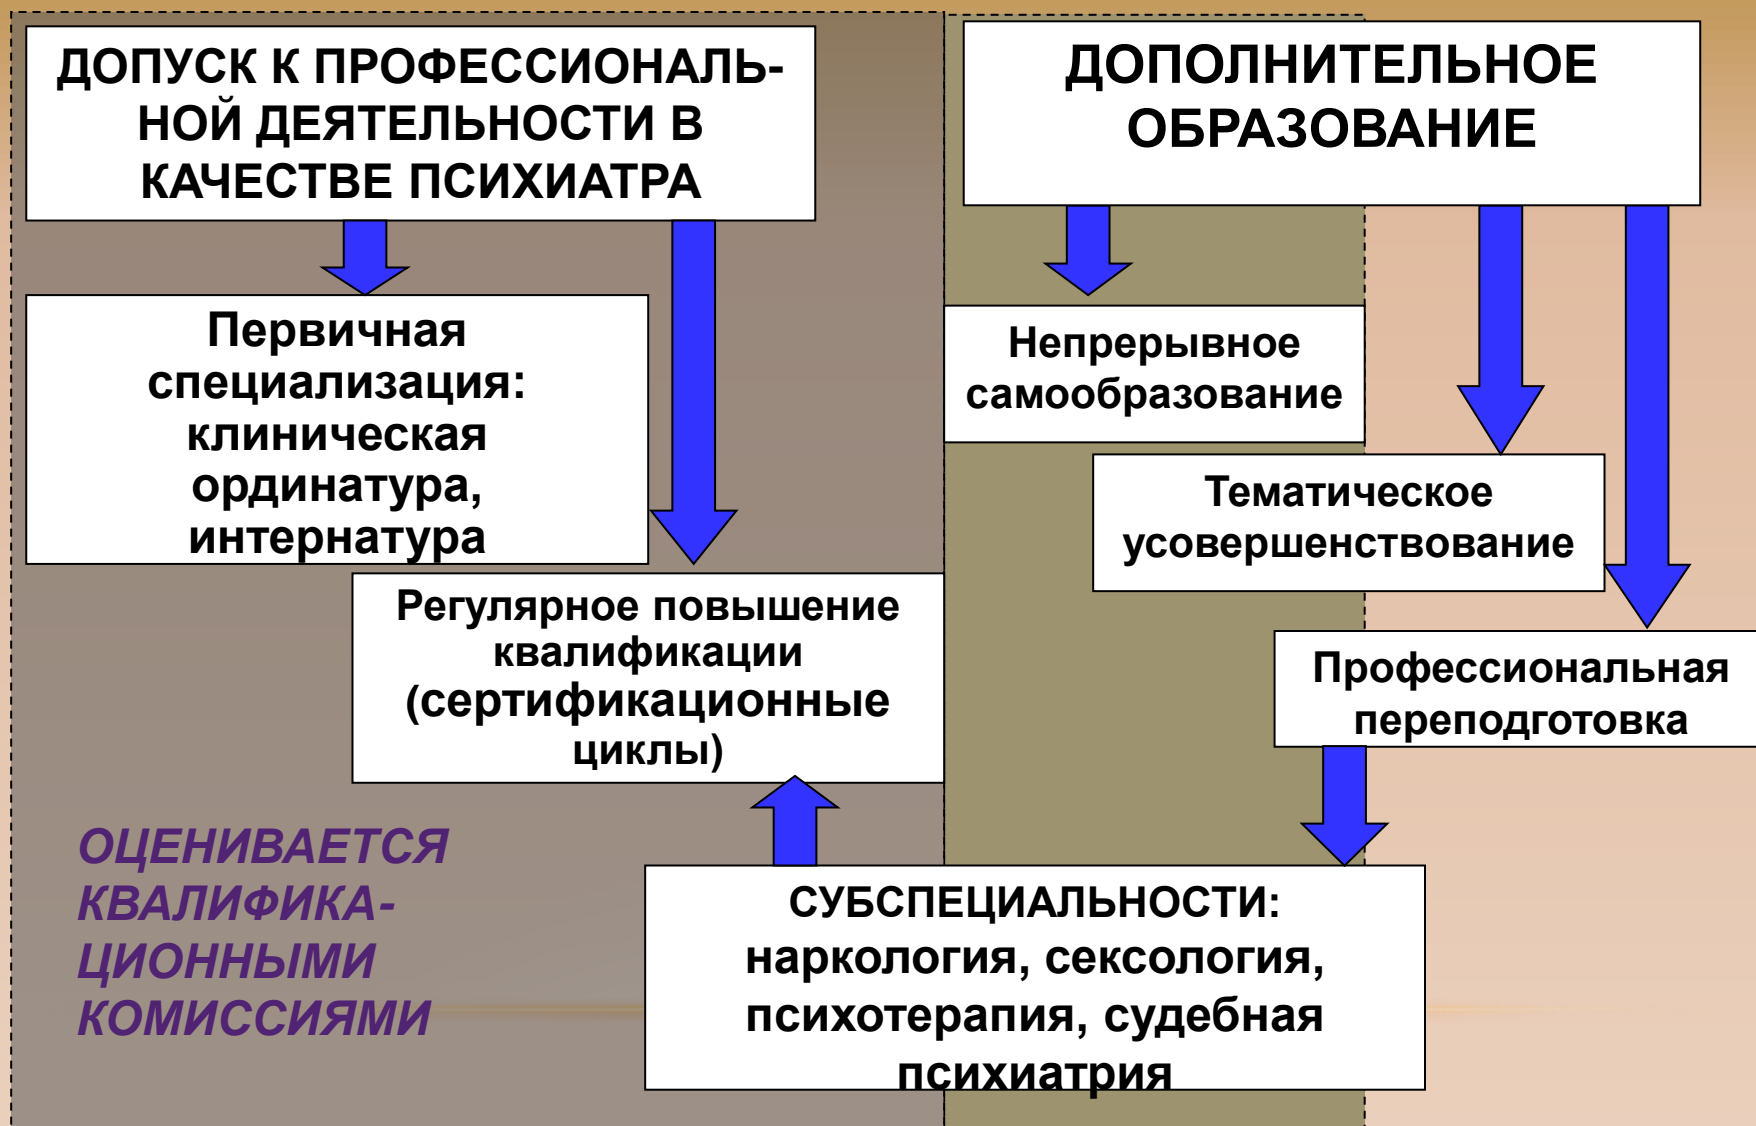 ДОПУСК К ПРОФЕССИОНАЛЬ-
НОЙ ДЕЯТЕЛЬНОСТИ В
КАЧЕСТВЕ ПСИХИАТРА
ДОПОЛНИТЕЛЬНОЕ
ОБРАЗОВАНИЕ
Первичная
специализация:
клиническая
ординатура,
интернатура
Непрерывное
самообразование
Тематическое
усовершенствование
Регулярное повышение
квалификации
(сертификационные
циклы)
Профессиональная
переподготовка
ОЦЕНИВАЕТСЯ
КВАЛИФИКА-
ЦИОННЫМИ
КОМИССИЯМИ
СУБСПЕЦИАЛЬНОСТИ:
наркология, сексология,
психотерапия, судебная
психиатрия